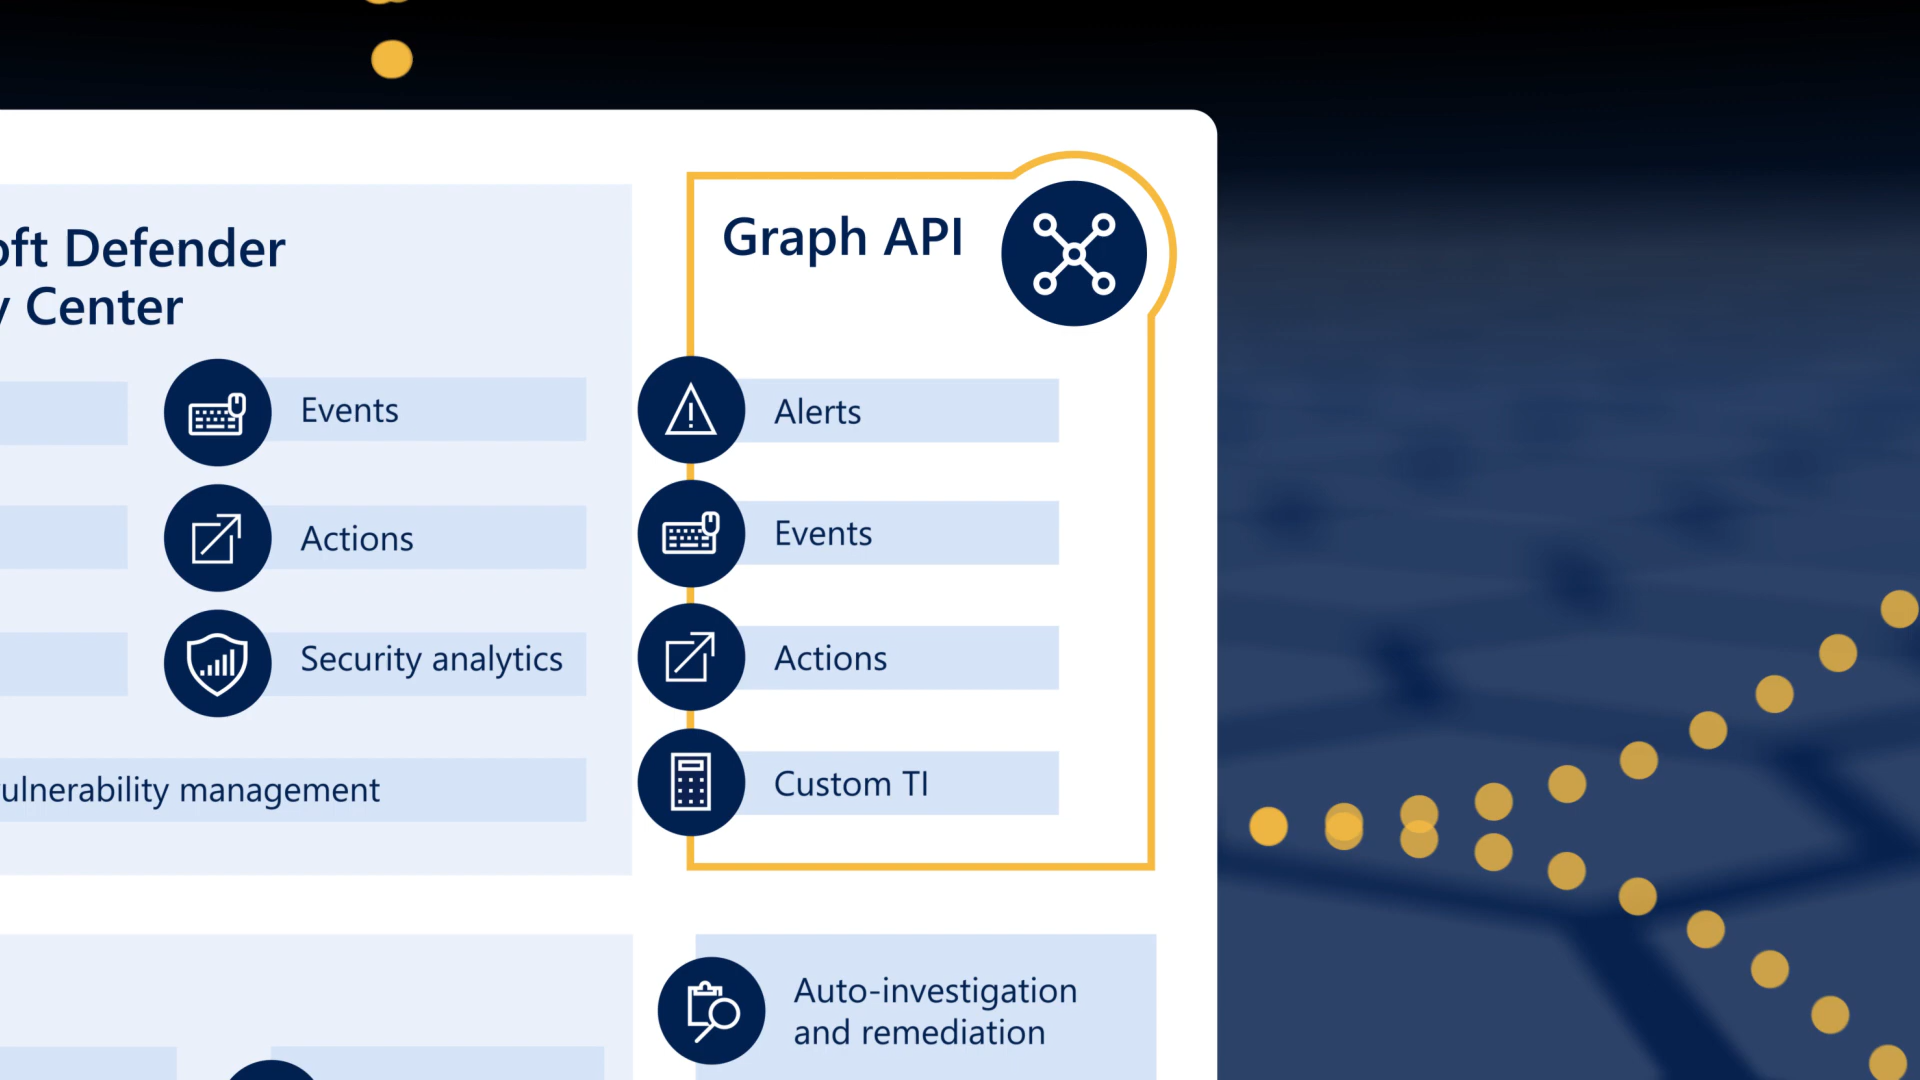 oft Defender
y Center
Events
Actions
Security analytics
ulnerability management
Graph API
Alerts
Events
Actions
Custom TI
Auto-investigation
and remediation